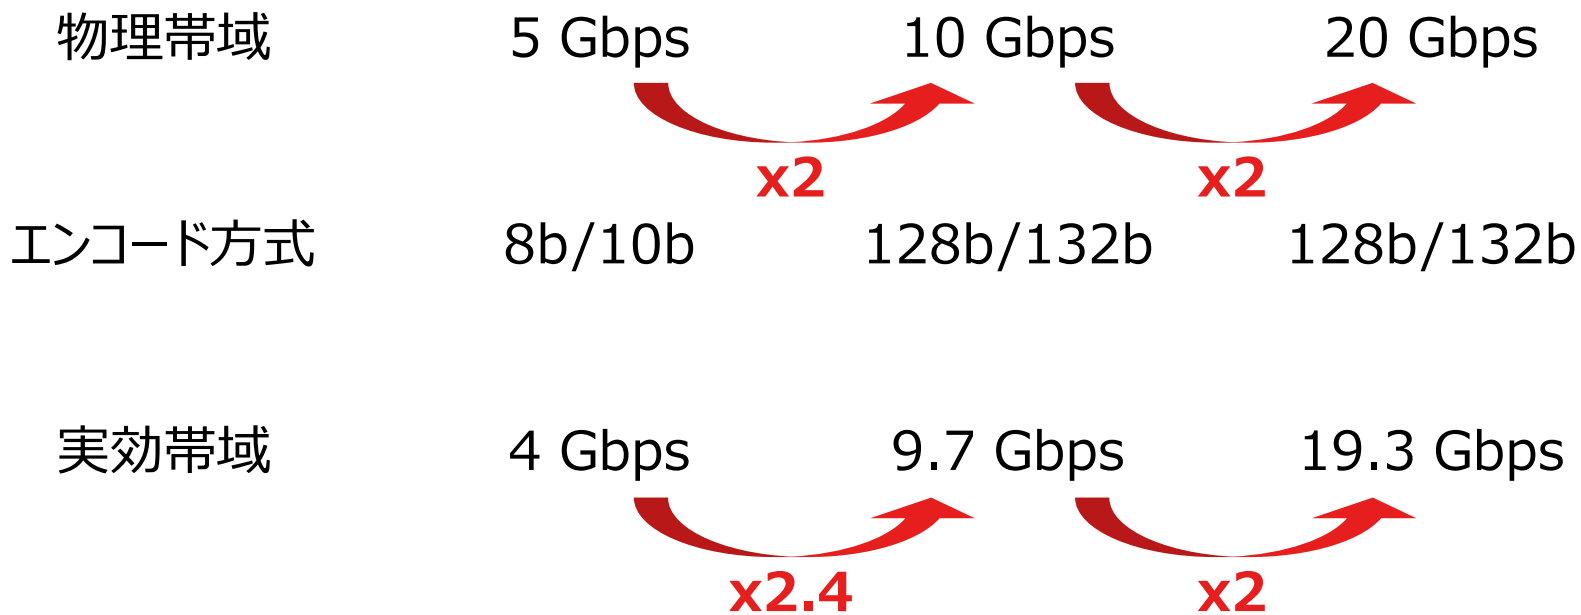 物理帯域 5 Gbps 10 Gbps 20 Gbps
x2 x2
エンコード方式 8b/10b 128b/132b 128b/132b
実効帯域 4 Gbps 9.7 Gbps 19.3 Gbps
x2.4 x2